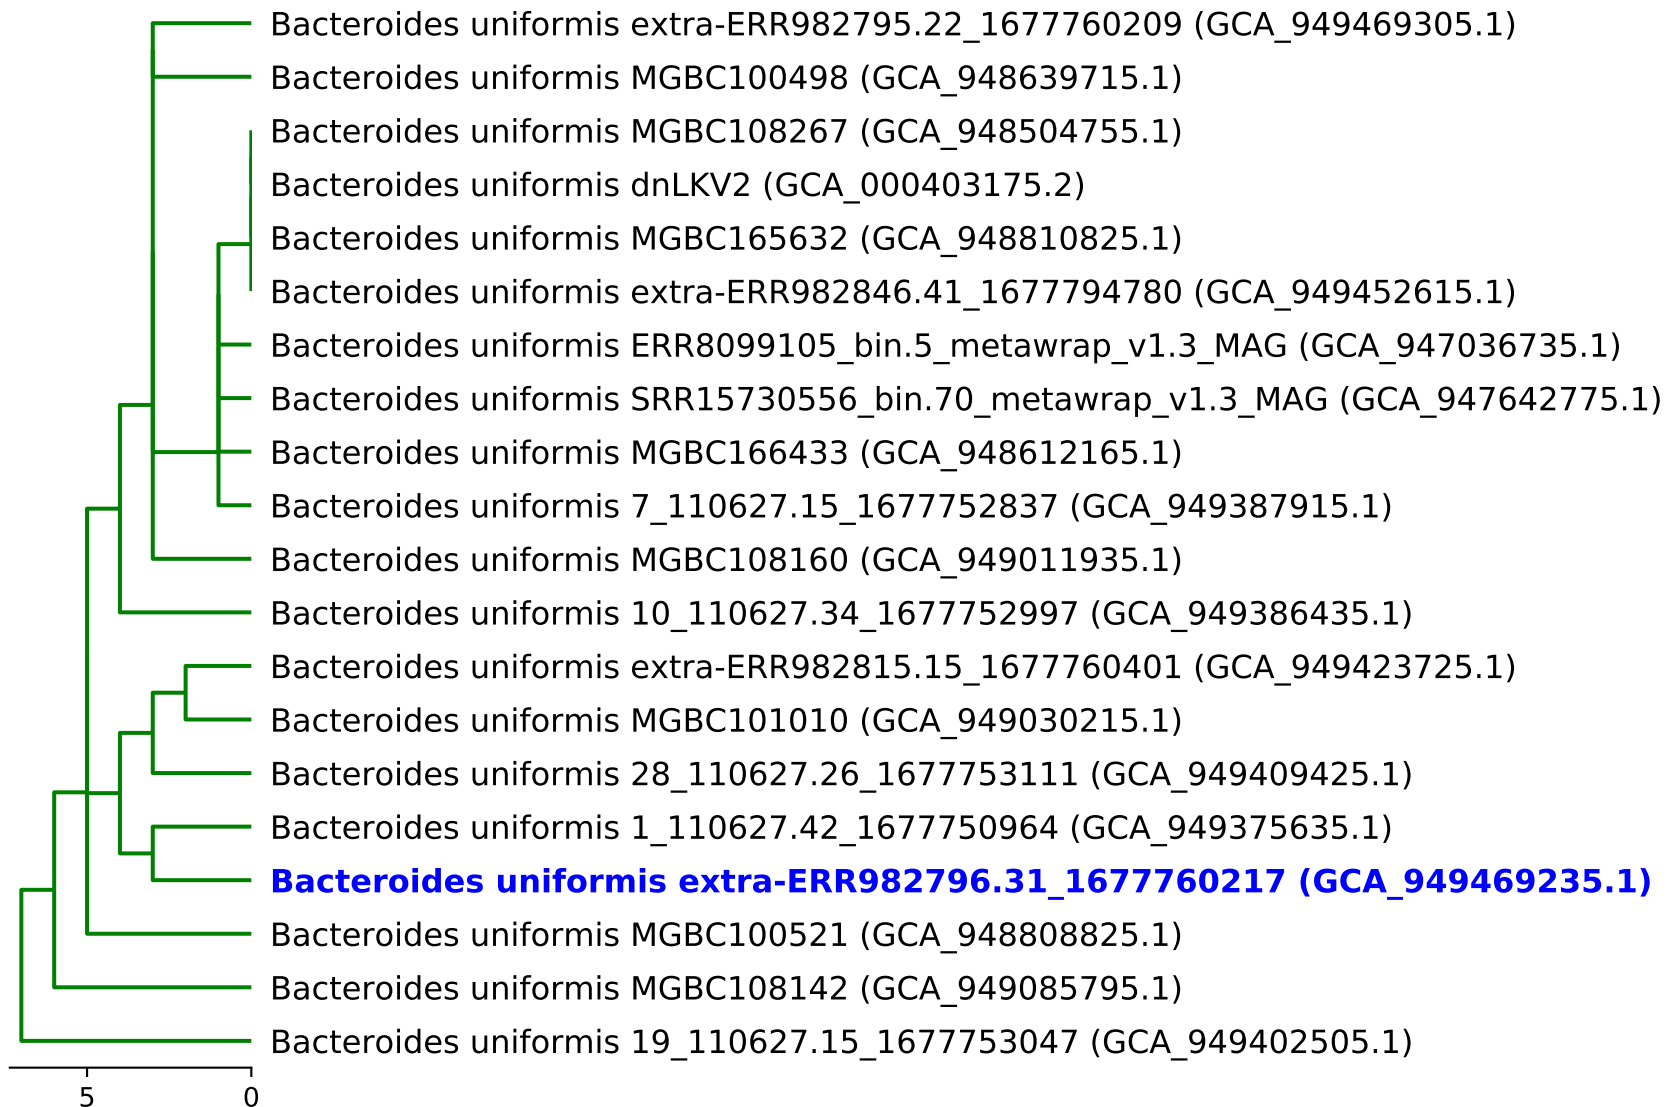 Bacteroides uniformis extra-ERR982795.22_1677760209 (GCA_949469305.1)
Bacteroides uniformis MGBC100498 (GCA_948639715.1)
Bacteroides uniformis MGBC108267 (GCA_948504755.1)
Bacteroides uniformis dnLKV2 (GCA_000403175.2)
Bacteroides uniformis MGBC165632 (GCA_948810825.1)
Bacteroides uniformis extra-ERR982846.41_1677794780 (GCA_949452615.1)
Bacteroides uniformis ERR8099105_bin.5_metawrap_v1.3_MAG (GCA_947036735.1)
Bacteroides uniformis SRR15730556_bin.70_metawrap_v1.3_MAG (GCA_947642775.1)
Bacteroides uniformis MGBC166433 (GCA_948612165.1)
Bacteroides uniformis 7_110627.15_1677752837 (GCA_949387915.1)
Bacteroides uniformis MGBC108160 (GCA_949011935.1)
Bacteroides uniformis 10_110627.34_1677752997 (GCA_949386435.1)
Bacteroides uniformis extra-ERR982815.15_1677760401 (GCA_949423725.1)
Bacteroides uniformis MGBC101010 (GCA_949030215.1)
Bacteroides uniformis 28_110627.26_1677753111 (GCA_949409425.1)
Bacteroides uniformis 1_110627.42_1677750964 (GCA_949375635.1)
Bacteroides uniformis extra-ERR982796.31_1677760217 (GCA_949469235.1)
Bacteroides uniformis MGBC100521 (GCA_948808825.1)
Bacteroides uniformis MGBC108142 (GCA_949085795.1)
Bacteroides uniformis 19_110627.15_1677753047 (GCA_949402505.1)
5 0